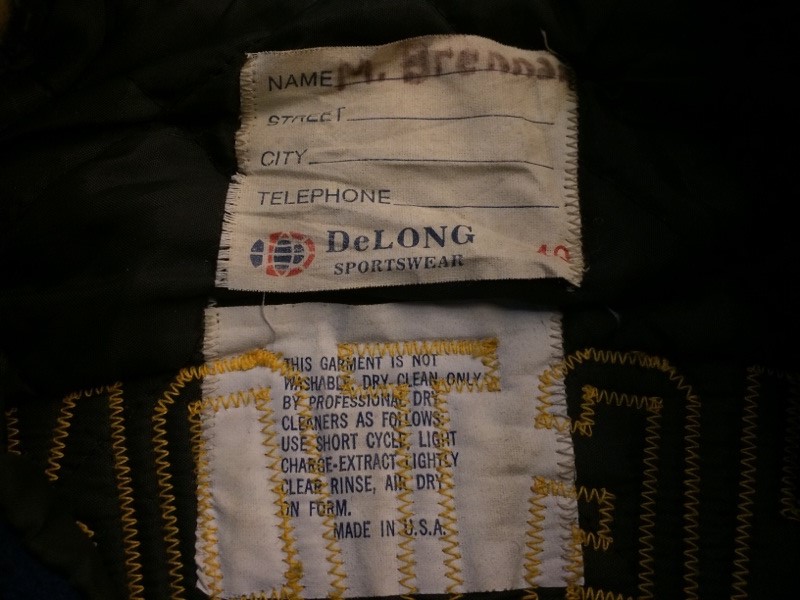 NAME M.
STREET
CITY
TELEPHONE
DeLONG
SPORTSWEAR
THIS GARMENT IS NOT
WASHABLE, DRY CLEAN ONLY
BY PROFESSIONAL DRY
CLEANERS AS FOLLOWS:
USE SHORT CYCLE, LIGHT
CHARGE-EXTRACT LIGHTLY
CLEAR RINSE, AIR DRY
ON FORM.
MADE IN U.S.A.